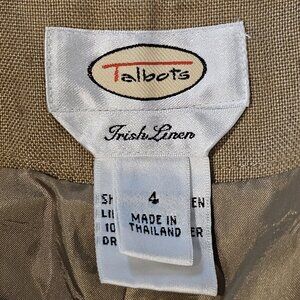 Talbots
Irish Linen
4
MADE IN
THAILAND